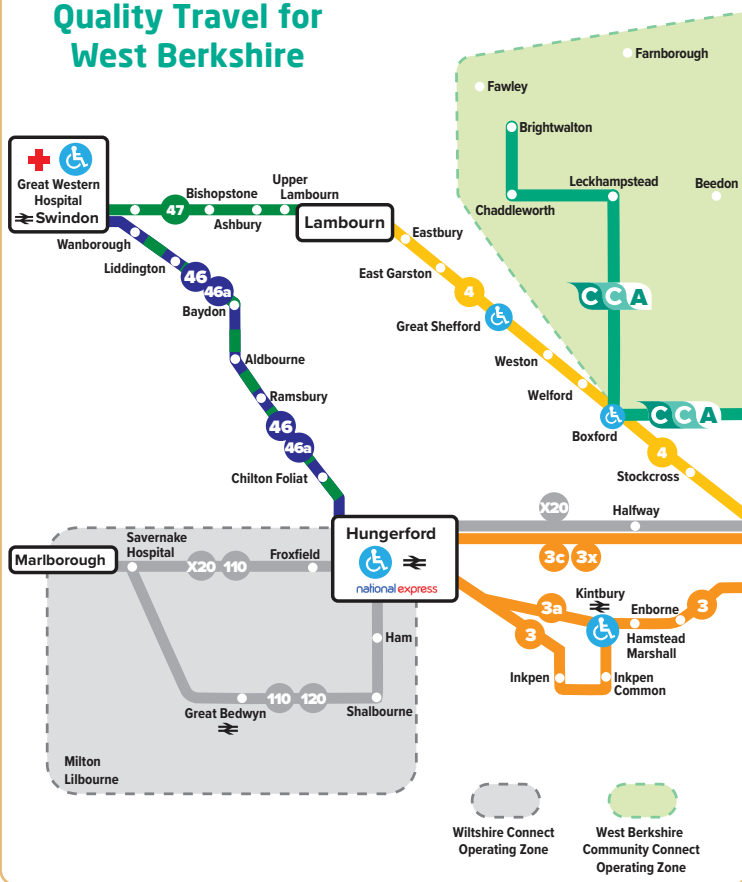 Quality Travel for
West Berkshire
Farnborough
Fawley
Brightwalton
Great Western
Hospital
Swindon
Bishopstone
Upper
Lambourn
47
Ashbury
Lambourn
Leckhampstead
Beedon
Chaddleworth
Wanborough
Eastbury
Liddington
East Garston
46
46a
Baydon
4
C C A
Great Shefford
Aldbourne
Weston
Ramsbury
Welford
46
46a
C C A
Boxford
4
Chilton Foliat
Stockcross
X20
Halfway
Hungerford
national express
Savernake
Hospital
Marlborough
X20
110
Froxfield
3c
3x
Kintbury
3a
Enborne
3
3
Hamstead
Marshall
Ham
Inkpen
Inkpen
Common
110
120
Great Bedwyn
Shalbourne
Milton
Lilbourne
Wiltshire Connect
Operating Zone
West Berkshire
Community Connect
Operating Zone